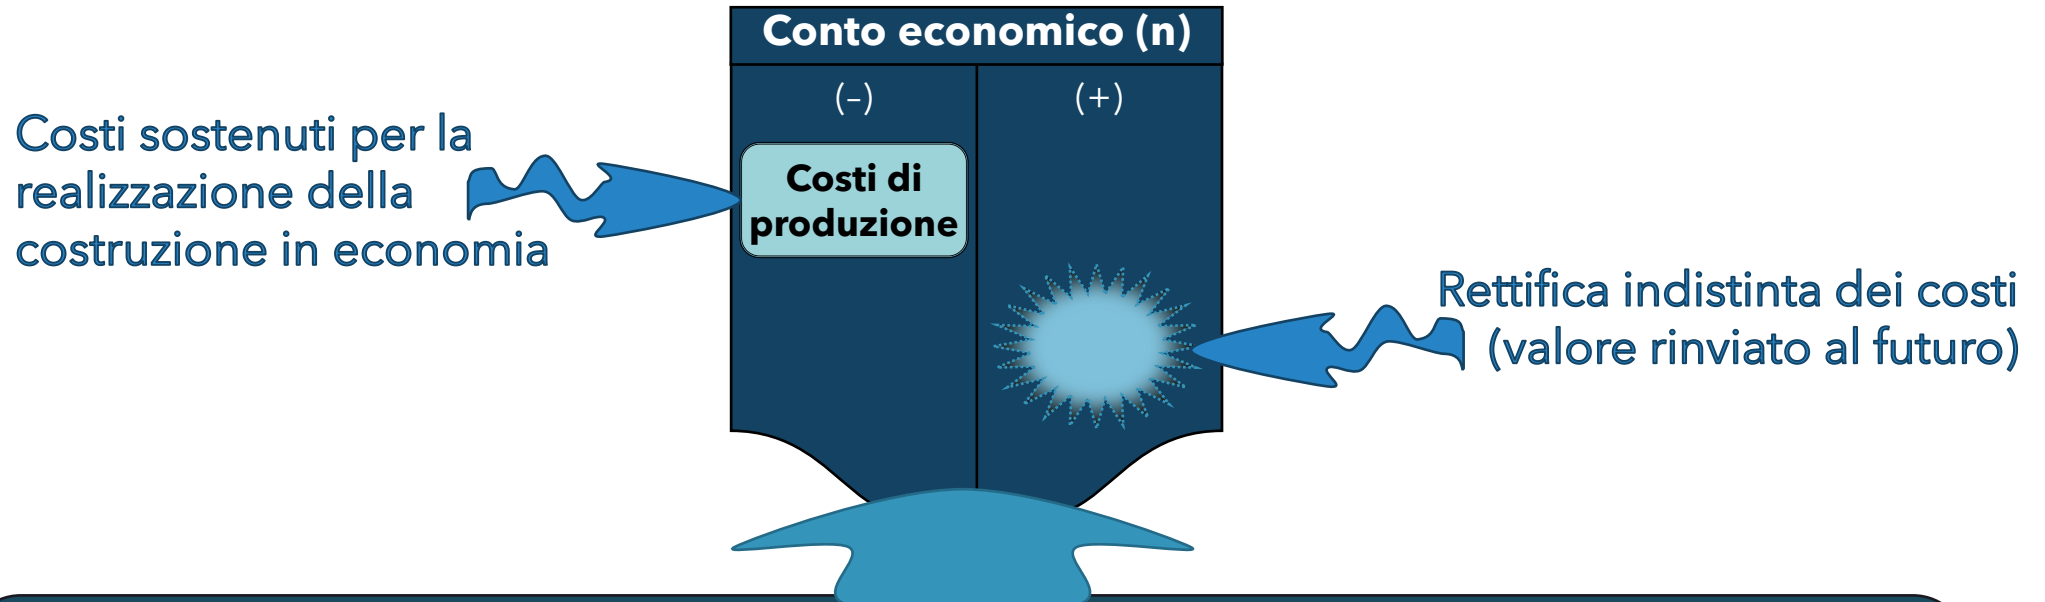 Conto economico (n)
(–)
(+)
Costi sostenuti per la
realizzazione della
costruzione in economia
Costi di
produzione
Rettifica indistinta dei costi
(valore rinviato al futuro)